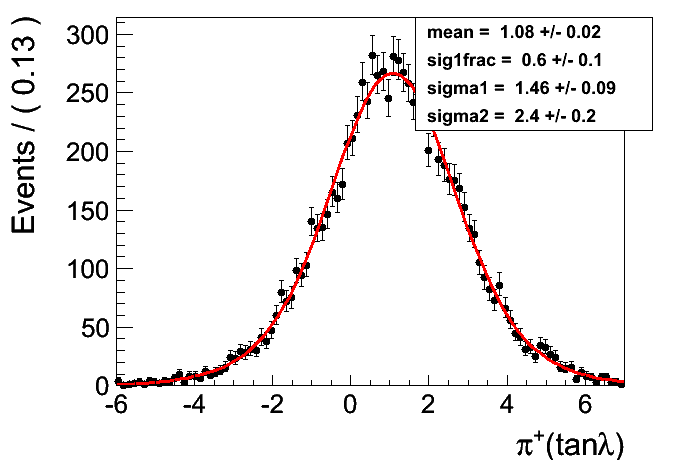 mean = 1.08 +/- 0.02
sig1frac = 0.6 +/- 0.1
sigma1 = 1.46 +/- 0.09
sigma2 = 2.4 +/- 0.2
Events / ( 0.13 )
300
250
200
150
100
50
0
-6 -4 -2 0 2 4 6
π⁺(tanλ)